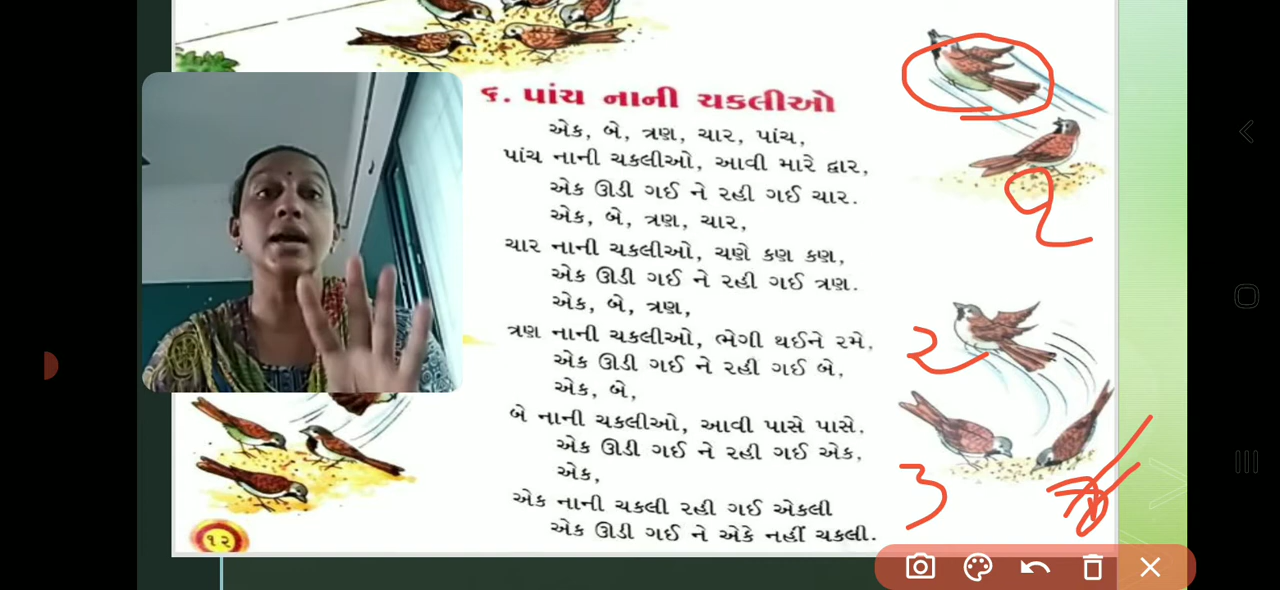 ૬. પાંચ નાની ચકલીઓ
એક, બે, ત્રણ, ચાર, પાંચ,
પાંચ નાની ચકલીઓ, આવી મારે દ્વાર,
એક ઊડી ગઈ ને રહી ગઈ ચાર.
એક, બે, ત્રણ, ચાર,
ચાર નાની ચકલીઓ, ચણે કણ કણ,
એક ઊડી ગઈ ને રહી ગઈ ત્રણ.
એક, બે, ત્રણ,
ત્રણ નાની ચકલીઓ, ભેગી થઈને રમે,
એક ઊડી ગઈ ને રહી ગઈ બે,
એક, બે,
બે નાની ચકલીઓ, આવી પાસે પાસે.
એક ઊડી ગઈ ને રહી ગઈ એક,
એક,
એક નાની ચકલી રહી ગઈ એકલી
એક ઊડી ગઈ ને એકે નહીં ચકલી.
૧૨
૧
૨
૩